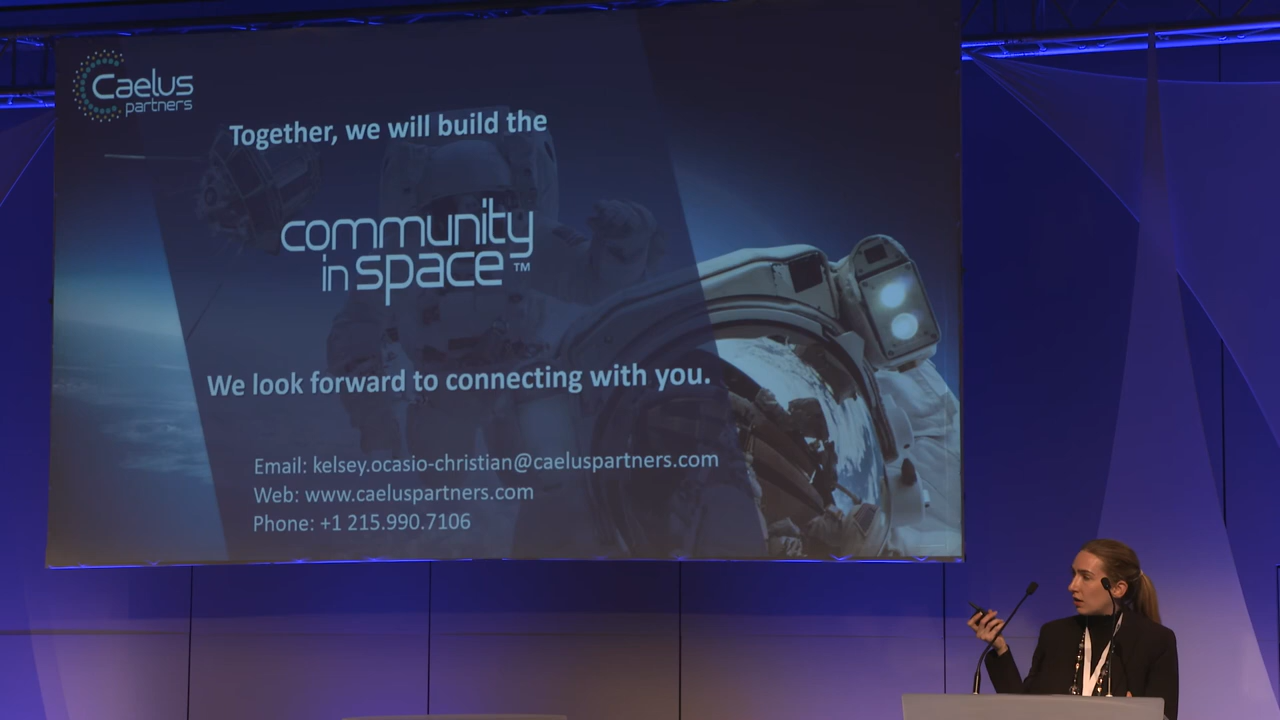 Caelus
partners
Together, we will build the
community
in space™
We look forward to connecting with you.
Email: kelsey.ocasio-christian@caeluspartners.com
Web: www.caeluspartners.com
Phone: +1 215.990.7106